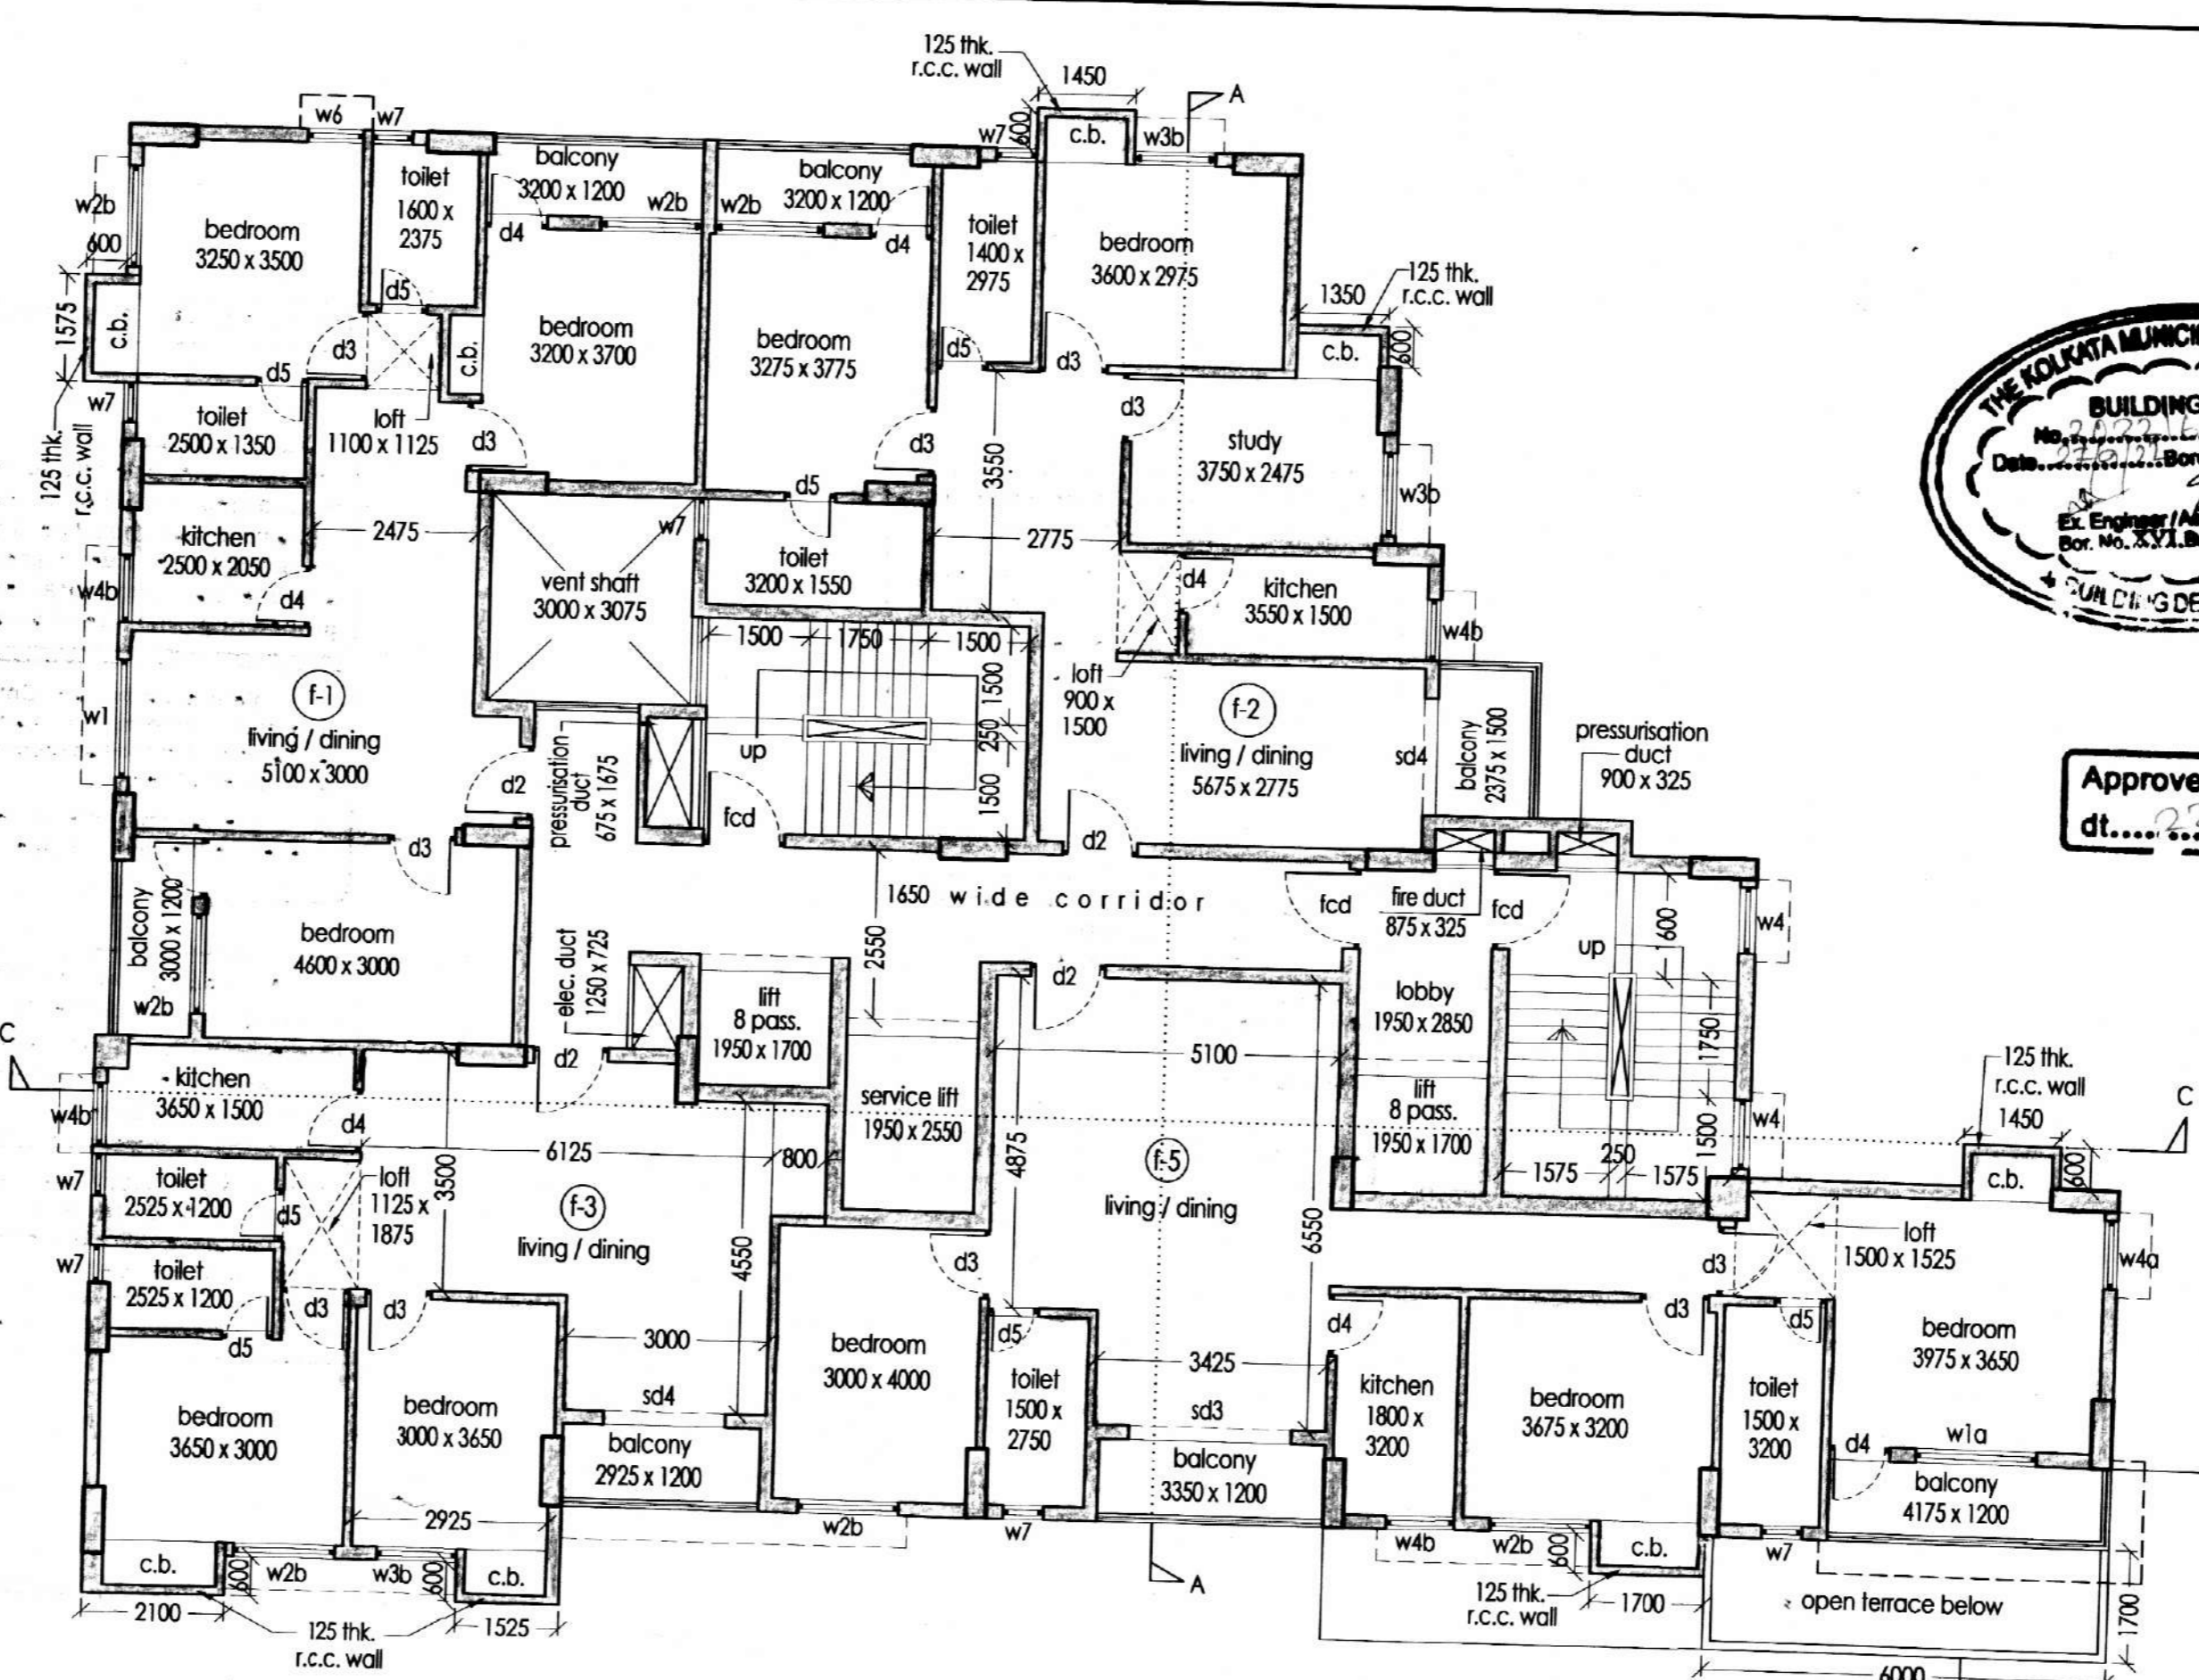 125 thk.
r.c.c. wall
1450
A
w6
w7
w7
600
c.b.
w3b
balcony
3200 x 1200
balcony
3200 x 1200
toilet
1600 x
2375
w2b
w2b
w2b
bedroom
3250 x 3500
600
d4
d4
toilet
1400 x
2975
bedroom
3600 x 2975
125 thk.
r.c.c. wall
1350
600
c.b.
d5
1575
c.b.
d3
c.b.
bedroom
3200 x 3700
bedroom
3275 x 3775
d5
d3
d5
w7
toilet
2500 x 1350
loft
1100 x 1125
d3
d3
d3
study
3750 x 2475
w3b
125 thk.
r.c.c. wall
3550
d5
kitchen
2500 x 2050
2475
w7
2775
toilet
3200 x 1550
vent shaft
3000 x 3075
d4
kitchen
3550 x 1500
w4b
d4
w4b
1500
1750
1500
1500
250
1500
loft
900 x
1500
f-1
living / dining
5100 x 3000
w1
d2
pressurisation
duct
675 x 1675
up
fcd
f-2
living / dining
5675 x 2775
sd4
balcony
2375 x 1500
pressurisation
duct
900 x 325
d2
d3
balcony
3000 x 1200
w2b
bedroom
4600 x 3000
1650 wide corridor
2550
elec. duct
1250 x 725
fcd
fire duct
875 x 325
fcd
up
600
w4
d2
lift
8 pass.
1950 x 1700
lobby
1950 x 2850
1750
C
d2
5100
kitchen
3650 x 1500
w4b
d4
service lift
1950 x 2550
lift
8 pass.
1950 x 1700
1500
w4
125 thk.
r.c.c. wall
1450
C
6125
800
4875
250
1575
1575
c.b.
600
w7
toilet
2525 x 1200
d5
loft
1125 x
1875
3500
f-3
living / dining
4550
f-5
living / dining
6550
loft
1500 x 1525
w4a
w7
toilet
2525 x 1200
d3
d3
d3
d5
d3
d3
d5
3000
bedroom
3000 x 4000
d5
3425
d4
bedroom
3975 x 3650
bedroom
3650 x 3000
bedroom
3000 x 3650
sd4
balcony
2925 x 1200
toilet
1500 x
2750
sd3
balcony
3350 x 1200
kitchen
1800 x
3200
bedroom
3675 x 3200
toilet
1500 x
3200
w1a
d4
balcony
4175 x 1200
2925
w2b
w7
w4b
w2b
600
c.b.
w7
c.b.
600
w2b
w3b
600
c.b.
A
2100
125 thk.
r.c.c. wall
1525
125 thk.
r.c.c. wall
1700
open terrace below
1700
6000
THE KOLKATA MUNICI
BUILDING
No.
Date
Bor
Ex. Engineer
Bor. No. XVI
BUILDING DE
Approve
dt.